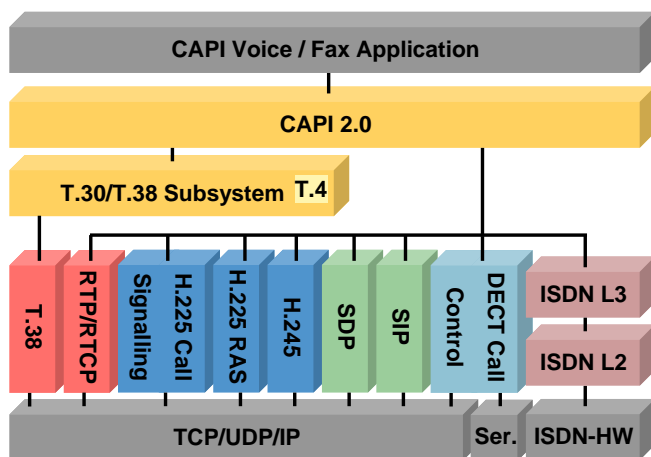 CAPI Voice / Fax Application
CAPI 2.0
T.30/T.38 Subsystem T.4
T.38
RTP/RTCP
H.225 Call
Signalling
H.225 RAS
H.245
SDP
SIP
DECT Call
Control
ISDN L3
ISDN L2
TCP/UDP/IP
Ser.
ISDN-HW